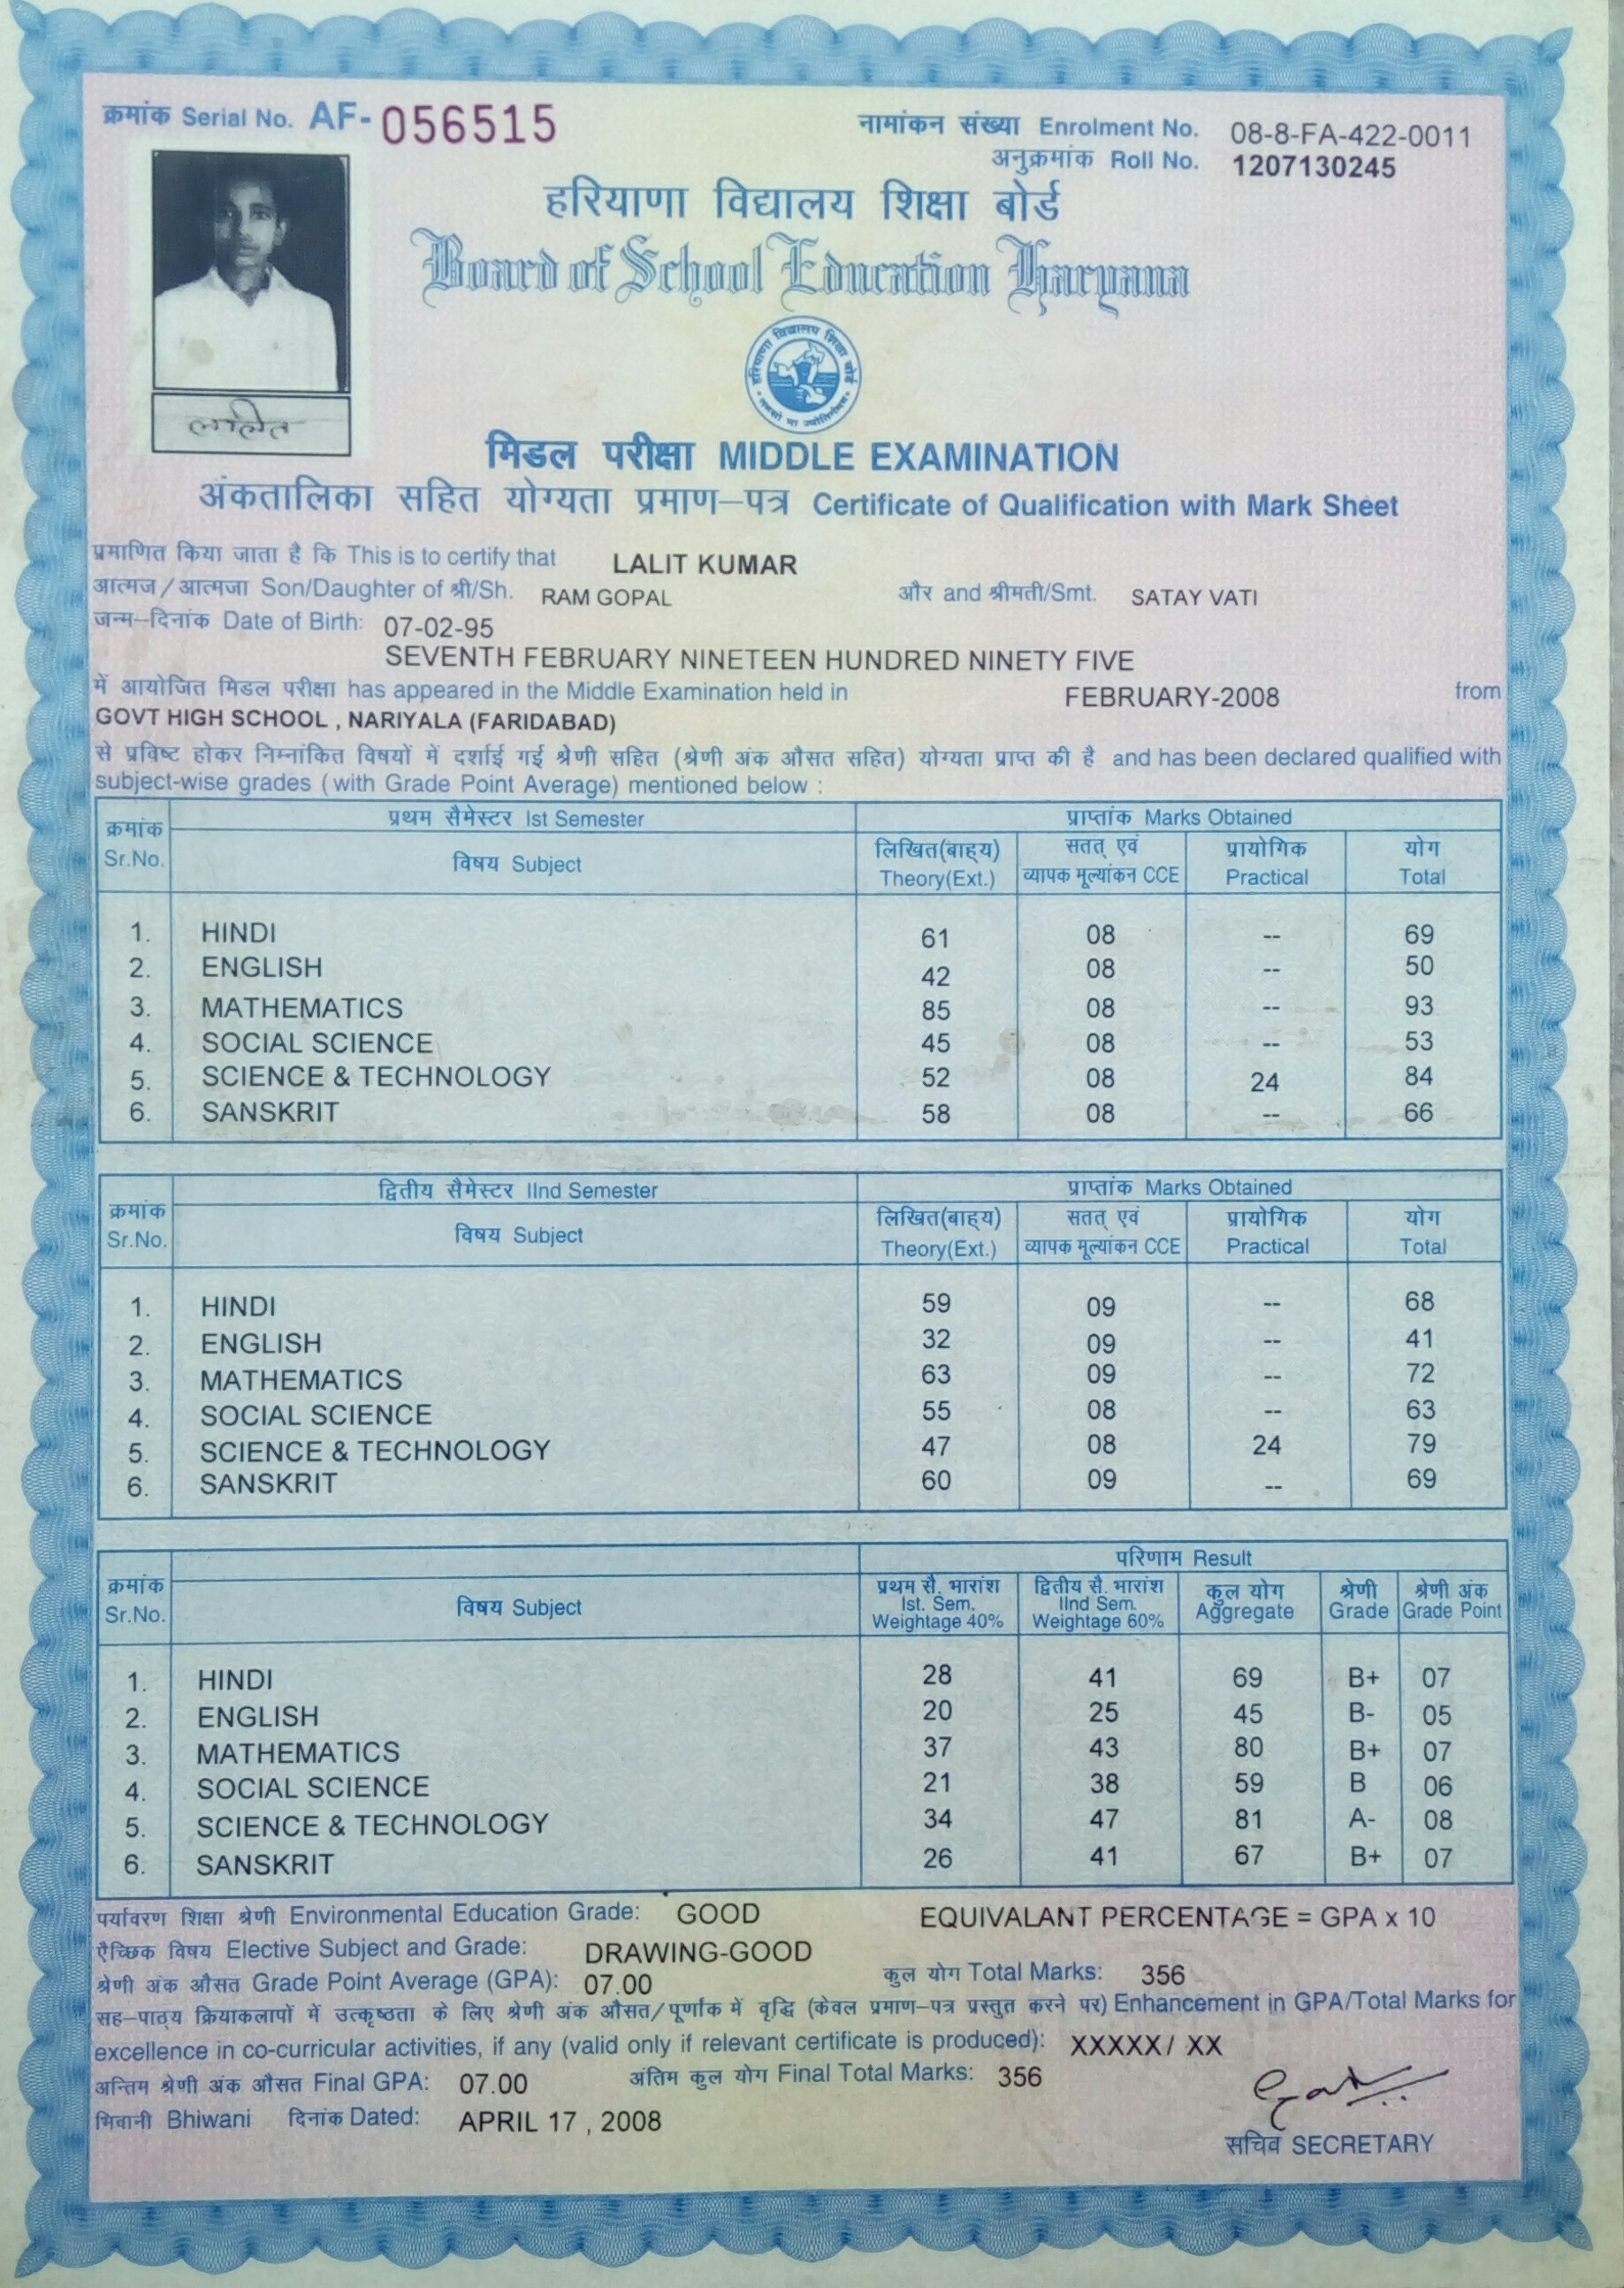 क्रमांक Serial No. AF- 056515
नामांकन संख्या Enrolment No. 08-8-FA-422-0011
अनुक्रमांक Roll No. 1207130245
हरियाणा विद्यालय शिक्षा बोर्ड
Board of School Education Haryana
हरियाणा विद्यालय शिक्षा बोर्ड
ललित
मिडल परीक्षा MIDDLE EXAMINATION
अंकतालिका सहित योग्यता प्रमाण–पत्र Certificate of Qualification with Mark Sheet
प्रमाणित किया जाता है कि This is to certify that LALIT KUMAR
आत्मज / आत्मजा Son/Daughter of श्री/Sh. RAM GOPAL और and श्रीमती/Smt. SATAY VATI
जन्म–दिनांक Date of Birth: 07-02-95
SEVENTH FEBRUARY NINETEEN HUNDRED NINETY FIVE
में आयोजित मिडल परीक्षा has appeared in the Middle Examination held in FEBRUARY-2008 from
GOVT HIGH SCHOOL , NARIYALA (FARIDABAD)
से प्रविष्ट होकर निम्नांकित विषयों में दर्शाई गई श्रेणी सहित (श्रेणी अंक औसत सहित) योग्यता प्राप्त की है and has been declared qualified with
subject-wise grades ( with Grade Point Average) mentioned below :
क्रमांक प्रथम सैमेस्टर Ist Semester प्राप्तांक Marks Obtained
Sr.No. विषय Subject लिखित(बाह्य) सतत् एवं प्रायोगिक योग
Theory(Ext.) व्यापक मूल्यांकन CCE Practical Total
1. HINDI 61 08 -- 69
2. ENGLISH 42 08 -- 50
3. MATHEMATICS 85 08 -- 93
4. SOCIAL SCIENCE 45 08 -- 53
5. SCIENCE & TECHNOLOGY 52 08 24 84
6. SANSKRIT 58 08 -- 66
क्रमांक द्वितीय सैमेस्टर IInd Semester प्राप्तांक Marks Obtained
Sr.No. विषय Subject लिखित(बाह्य) सतत् एवं प्रायोगिक योग
Theory(Ext.) व्यापक मूल्यांकन CCE Practical Total
1. HINDI 59 09 -- 68
2. ENGLISH 32 09 -- 41
3. MATHEMATICS 63 09 -- 72
4. SOCIAL SCIENCE 55 08 -- 63
5. SCIENCE & TECHNOLOGY 47 08 24 79
6. SANSKRIT 60 09 -- 69
परिणाम Result
क्रमांक प्रथम सै. भारांश द्वितीय सै. भारांश कुल योग श्रेणी श्रेणी अंक
Sr.No. विषय Subject Ist. Sem. IInd Sem. Aggregate Grade Grade Point
Weightage 40% Weightage 60%
1. HINDI 28 41 69 B+ 07
2. ENGLISH 20 25 45 B- 05
3. MATHEMATICS 37 43 80 B+ 07
4. SOCIAL SCIENCE 21 38 59 B 06
5. SCIENCE & TECHNOLOGY 34 47 81 A- 08
6. SANSKRIT 26 41 67 B+ 07
पर्यावरण शिक्षा श्रेणी Environmental Education Grade: GOOD EQUIVALANT PERCENTAGE = GPA x 10
ऐच्छिक विषय Elective Subject and Grade: DRAWING-GOOD
श्रेणी अंक औसत Grade Point Average (GPA): 07.00 कुल योग Total Marks: 356
सह–पाठ्य क्रियाकलापों में उत्कृष्ठता के लिए श्रेणी अंक औसत/पूर्णांक में वृद्धि (केवल प्रमाण–पत्र प्रस्तुत करने पर) Enhancement in GPA/Total Marks for
excellence in co-curricular activities, if any (valid only if relevant certificate is produced): XXXXX/ XX
अन्तिम श्रेणी अंक औसत Final GPA: 07.00 अंतिम कुल योग Final Total Marks: 356
भिवानी Bhiwani दिनांक Dated: APRIL 17 , 2008
सचिव SECRETARY